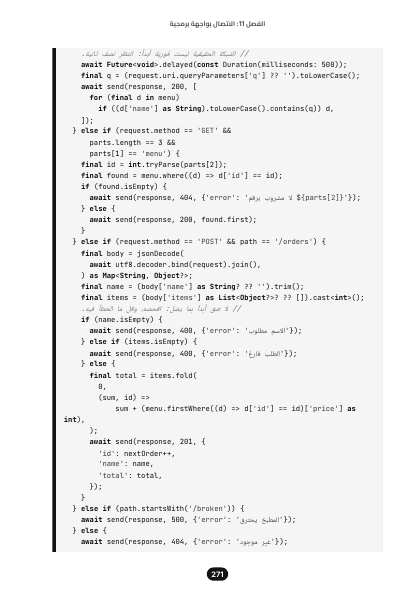 الفصل 11: الاتصال بواجهة برمجية
// الشبكة الحقيقية ليست فورية أبدًا: انتظر نصف ثانية.
await Future<void>.delayed(const Duration(milliseconds: 500));
final q = (request.uri.queryParameters['q'] ?? '').toLowerCase();
await send(response, 200, [
for (final d in menu)
if ((d['name'] as String).toLowerCase().contains(q)) d,
]);
} else if (request.method == 'GET' &&
parts.length == 3 &&
parts[1] == 'menu') {
final id = int.tryParse(parts[2]);
final found = menu.where((d) => d['id'] == id);
if (found.isEmpty) {
await send(response, 404, {'error': 'لا مشروب برقم ${parts[2]}'});
} else {
await send(response, 200, found.first);
}
} else if (request.method == 'POST' && path == '/orders') {
final body = jsonDecode(
await utf8.decoder.bind(request).join(),
) as Map<String, Object?>;
final name = (body['name'] as String? ?? '').trim();
final items = (body['items'] as List<Object?>? ?? []).cast<int>();
// لا تثق أبدًا بما يصل: افحصه، وقل ما الخطأ فيه.
if (name.isEmpty) {
await send(response, 400, {'error': 'الاسم مطلوب'});
} else if (items.isEmpty) {
await send(response, 400, {'error': 'الطلب فارغ'});
} else {
final total = items.fold(
0,
(sum, id) =>
sum + (menu.firstWhere((d) => d['id'] == id)['price'] as
int),
);
await send(response, 201, {
'id': nextOrder++,
'name': name,
'total': total,
});
}
} else if (path.startsWith('/broken')) {
await send(response, 500, {'error': 'المطبخ يحترق'});
} else {
await send(response, 404, {'error': 'غير موجود'});
271